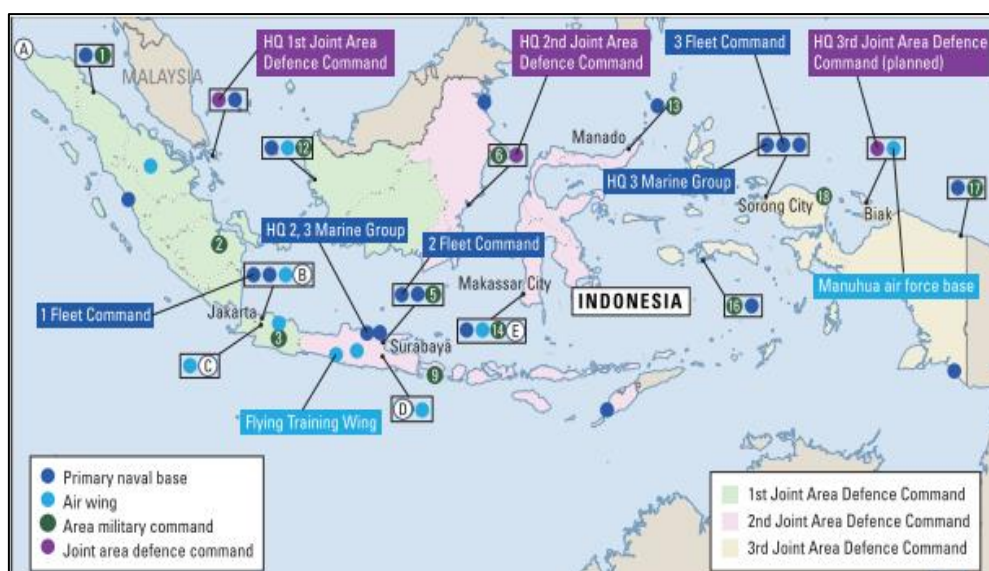 A
1
MALAYSIA
HQ 1st Joint Area
Defence Command
HQ 2nd Joint Area
Defence Command
3 Fleet Command
HQ 3rd Joint Area Defence
Command (planned)
12
6
13
Manado
HQ 3 Marine Group
Sorong City
18
Biak
17
2
HQ 2, 3 Marine Group
2 Fleet Command
5
Makassar City
INDONESIA
16
Manuhua air force base
B
1 Fleet Command
Jakarta
3
C
Surabaya
14
E
9
D
Flying Training Wing
Primary naval base
Air wing
Area military command
Joint area defence command
1st Joint Area Defence Command
2nd Joint Area Defence Command
3rd Joint Area Defence Command